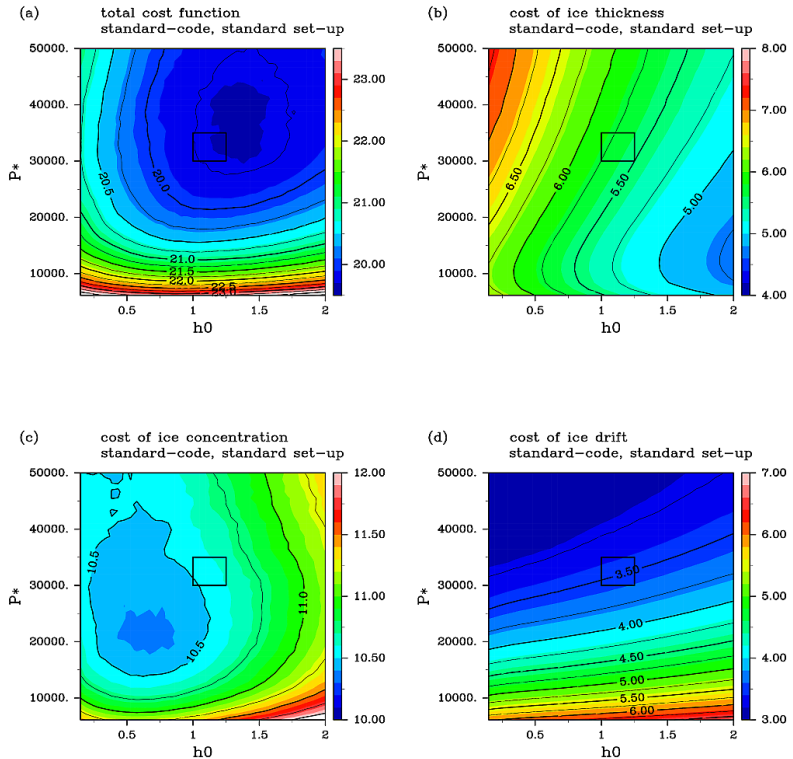 (a) total cost function
standard-code, standard set-up
50000.
40000.
30000.
20000.
10000.
P*
0.5 1 1.5 2
h0
20.5
20.0
21.0
21.5
22.0
22.5
23.00
22.00
21.00
20.00
(b) cost of ice thickness
standard-code, standard set-up
50000.
40000.
30000.
20000.
10000.
P*
0.5 1 1.5 2
h0
6.50
6.00
5.50
5.00
8.00
7.00
6.00
5.00
4.00
(c) cost of ice concentration
standard-code, standard set-up
50000.
40000.
30000.
20000.
10000.
P*
0.5 1 1.5 2
h0
10.5
10.5
11.0
12.00
11.50
11.00
10.50
10.00
(d) cost of ice drift
standard-code, standard set-up
50000.
40000.
30000.
20000.
10000.
P*
0.5 1 1.5 2
h0
3.50
4.00
4.50
5.00
5.50
6.00
7.00
6.00
5.00
4.00
3.00